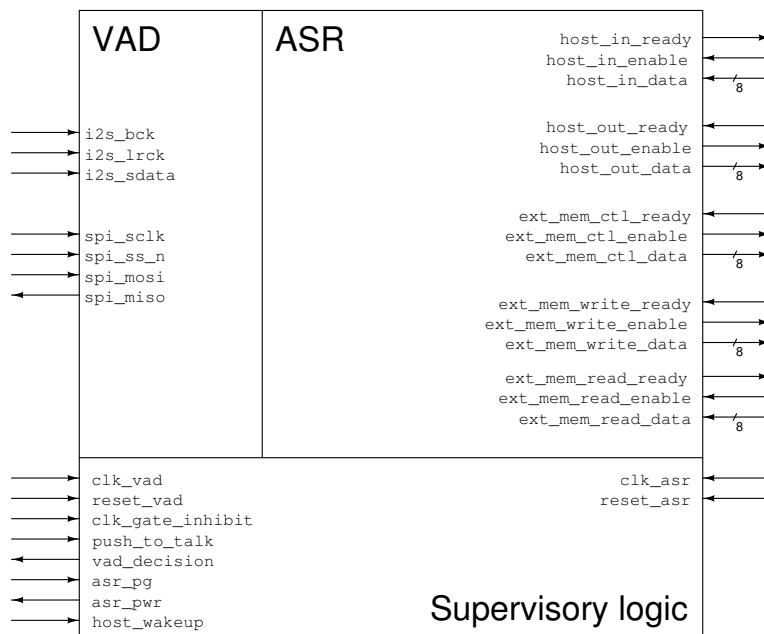 VAD
i2s_bck
i2s_lrck
i2s_sdata
spi_sclk
spi_ss_n
spi_mosi
spi_miso
ASR
host_in_ready
host_in_enable
host_in_data
8
host_out_ready
host_out_enable
host_out_data
8
ext_mem_ctl_ready
ext_mem_ctl_enable
ext_mem_ctl_data
8
ext_mem_write_ready
ext_mem_write_enable
ext_mem_write_data
8
ext_mem_read_ready
ext_mem_read_enable
ext_mem_read_data
8
clk_vad
reset_vad
clk_gate_inhibit
push_to_talk
vad_decision
asr_pg
asr_pwr
host_wakeup
clk_asr
reset_asr
Supervisory logic